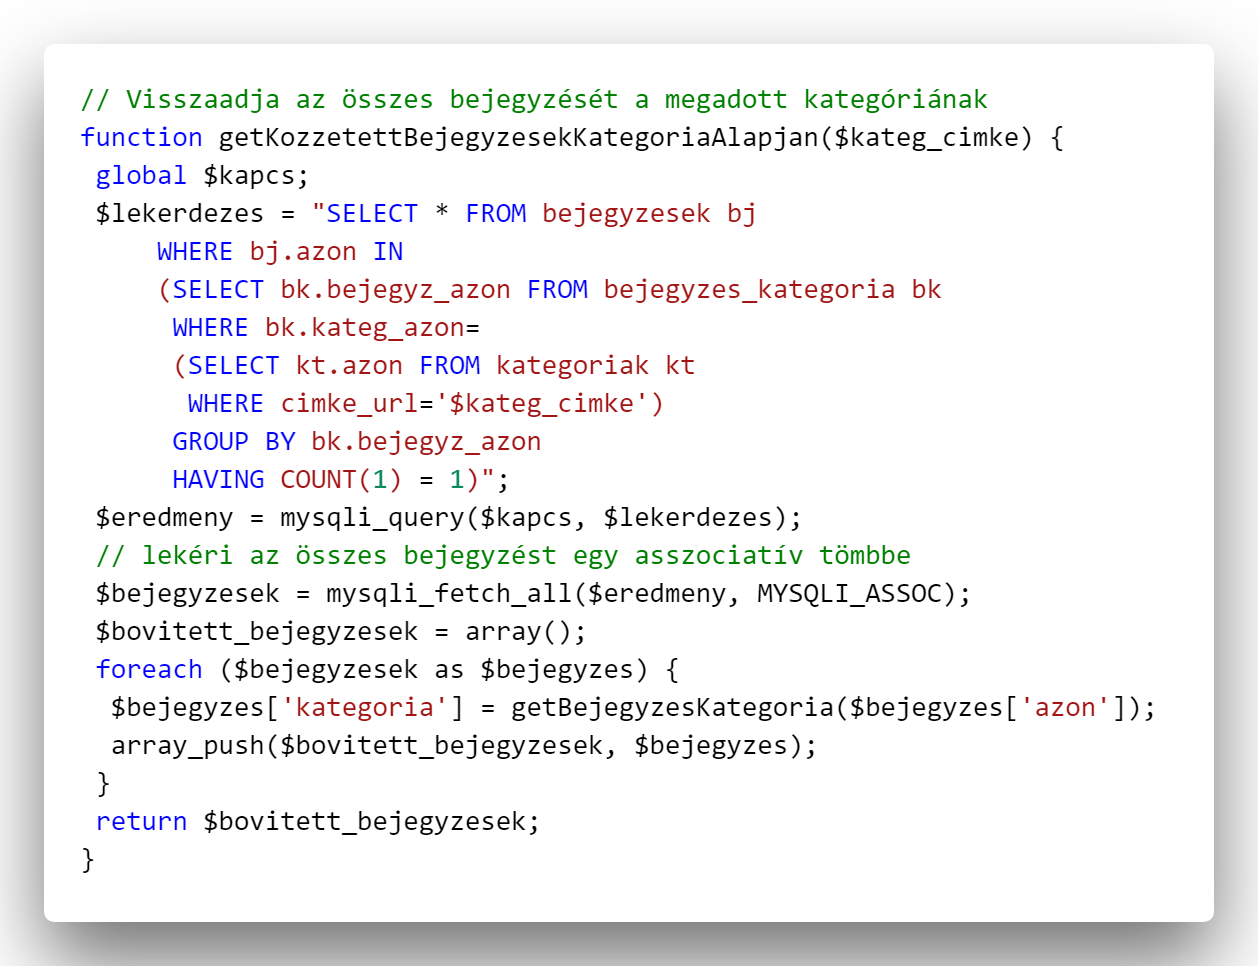 // Visszaadja az összes bejegyzését a megadott kategóriának
function getKozzetettBejegyzesekKategoriaAlapjan($kateg_cimke) {
global $kapcs;
$lekerdezes = "SELECT * FROM bejegyzesek bj
WHERE bj.azon IN
(SELECT bk.bejegyz_azon FROM bejegyzes_kategoria bk
WHERE bk.kateg_azon=
(SELECT kt.azon FROM kategoriak kt
WHERE cimke_url='$kateg_cimke')
GROUP BY bk.bejegyz_azon
HAVING COUNT(1) = 1)";
$eredmeny = mysqli_query($kapcs, $lekerdezes);
// lekéri az összes bejegyzést egy asszociatív tömbbe
$bejegyzesek = mysqli_fetch_all($eredmeny, MYSQLI_ASSOC);
$bovitett_bejegyzesek = array();
foreach ($bejegyzesek as $bejegyzes) {
$bejegyzes['kategoria'] = getBejegyzesKategoria($bejegyzes['azon']);
array_push($bovitett_bejegyzesek, $bejegyzes);
}
return $bovitett_bejegyzesek;
}